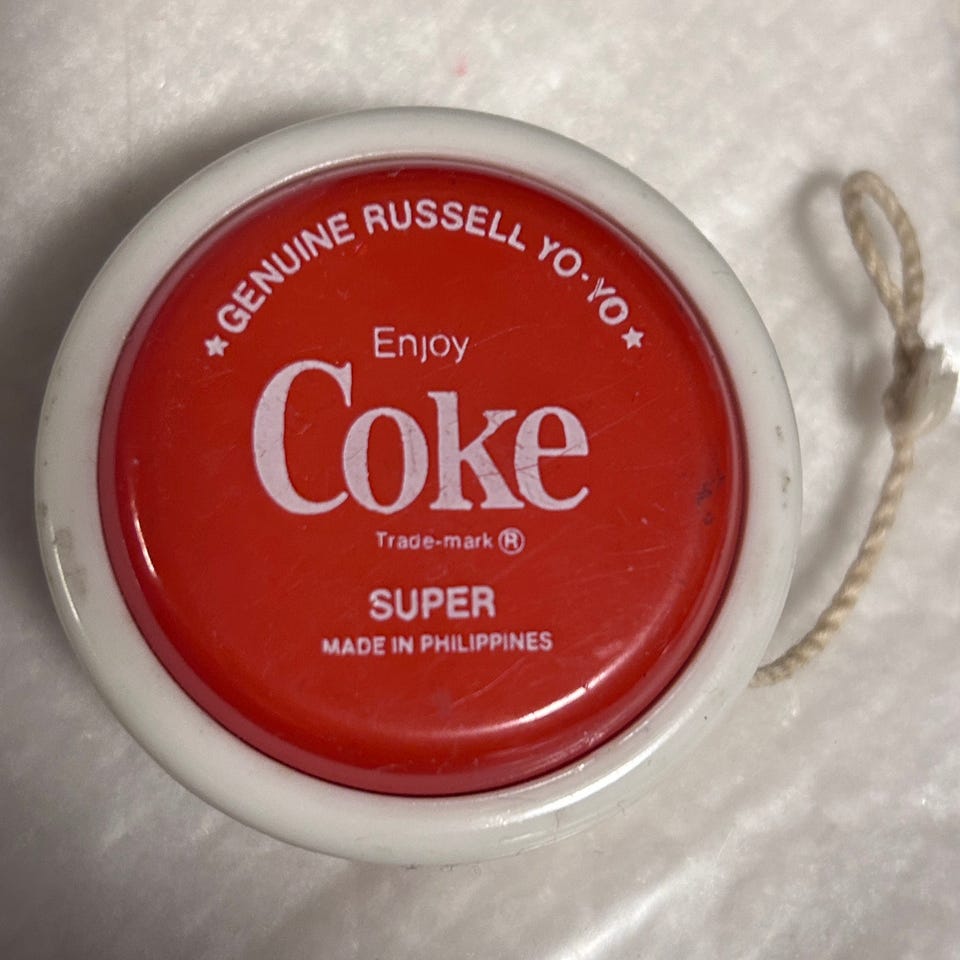 ★ GENUINE RUSSELL YO-YO ★
Enjoy
Coke
Trade-mark ®
SUPER
MADE IN PHILIPPINES